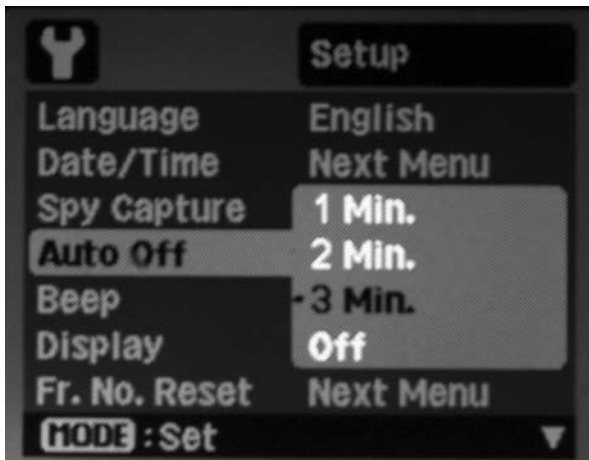 Setup
Language English
Date/Time Next Menu
Spy Capture 1 Min.
Auto Off 2 Min.
Beep 3 Min.
Display Off
Fr. No. Reset Next Menu
MODE :Set